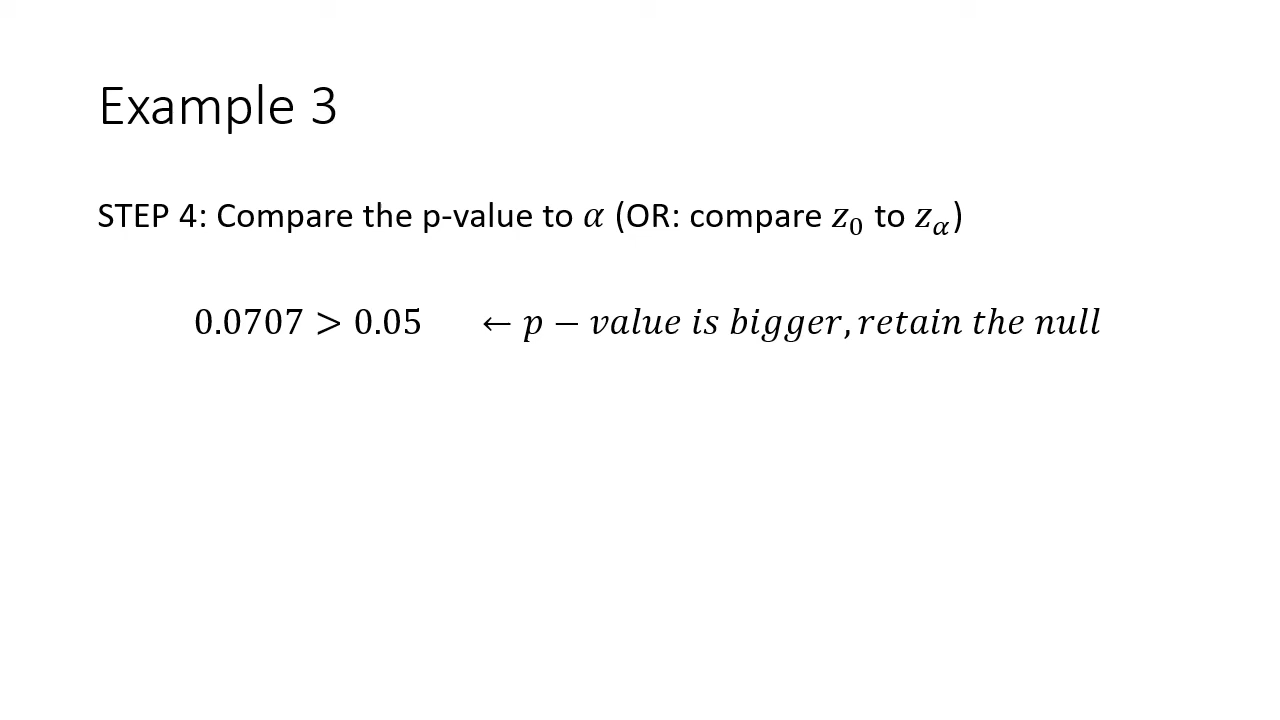 Example 3
STEP 4: Compare the p-value to α (OR: compare z₀ to zα)
0.0707 > 0.05 ← p − value is bigger, retain the null